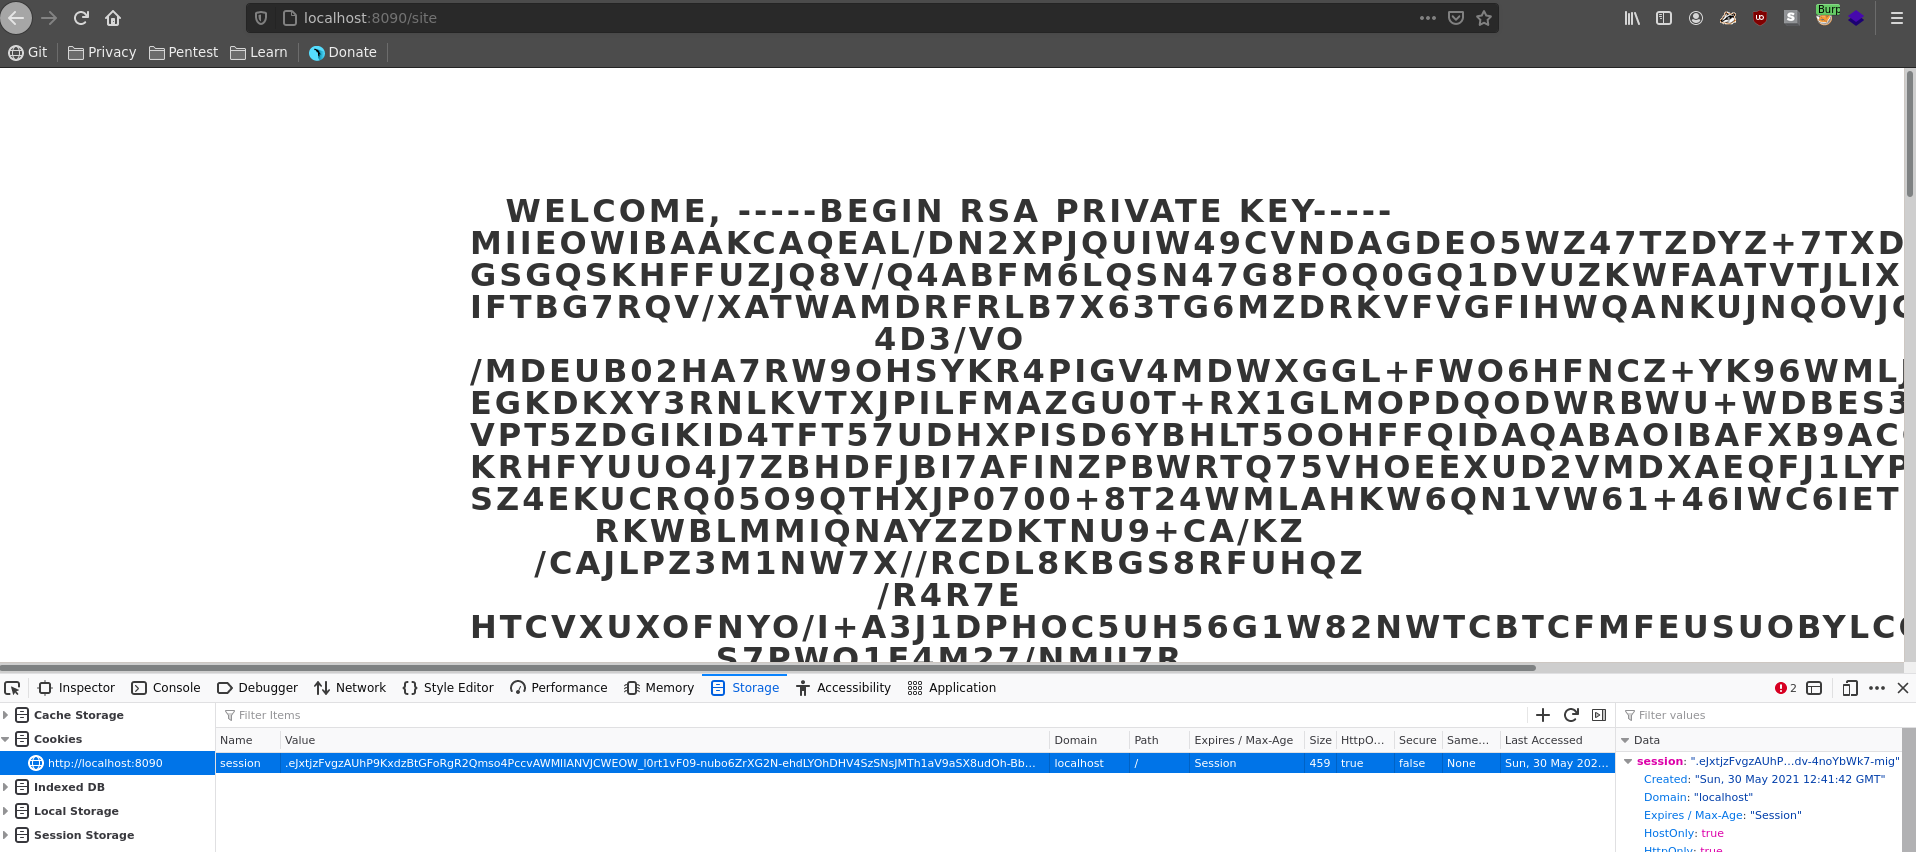 localhost:8090/site
Burp
Git Privacy Pentest Learn Donate
WELCOME, -----BEGIN RSA PRIVATE KEY-----
MIIEOWIBAAKCAQEAL/DN2XPJQUIW49CVNDAGDEO5WZ47TZDYZ+7TXD
GSGQSKHFFUZJQ8V/Q4ABFM6LQSN47G8FOQ0GQ1DVUZKWFAATVTJLIX
IFTBG7RQV/XATWAMDRFRLB7X63TG6MZDRKVFVGFIHWQANKUJNQOVJ
4D3/VO
/MDEUB02HA7RW9OHSYKR4PIGV4MDWXGGL+FWO6HFNCZ+YK96WML
EGKDKXY3RNLKVTXJPILFMAZGU0T+RX1GLMOPDQODWRBWU+WDBES3
VPT5ZDGIKID4TFT57UDHXPISD6YBHLT5OOHFFQIDAQABAOIBAFXB9AC
KRHFYUUO4J7ZBHDFJBI7AFINZPBWRTQ75VHOEEXUD2VMDXAEQFJ1LYP
SZ4EKUCRQ05O9QTHXJP0700+8T24WMLAHKW6QN1VW61+46IWC6IET
RKWBLMMIQNAYZZDKTNU9+CA/KZ
/CAJLPZ3M1NW7X//RCDL8KBGS8RFUHQZ
/R4R7E
HTCVXUXOFNYO/I+A3J1DPHOC5UH56G1W82NWTCBTCFMFEUSUOBYLC
S7PWO1F4M27/NMU7R
Inspector Console Debugger Network Style Editor Performance Memory Storage Accessibility Application 2
Cache Storage
Cookies
http://localhost:8090
Indexed DB
Local Storage
Session Storage
Filter Items
Name Value Domain Path Expires / Max-Age Size HttpO... Secure Same... Last Accessed
session .eJxtjzFvgzAUhP9KxdzBtGFoRgR2Qmso4PccvAWMIIANVJCWEOW_l0rt1vF09-nubo6ZrXG2N-ehdLYOhDHV4SzSNsJMTh1aV9aSX8udOh-Bb... localhost / Session 459 true false None Sun, 30 May 202...
Filter values
Data
session: ".eJxtjzFvgzAUhP...dv-4noYbWk7-mig"
Created: "Sun, 30 May 2021 12:41:42 GMT"
Domain: "localhost"
Expires / Max-Age: "Session"
HostOnly: true
HttpOnly: true